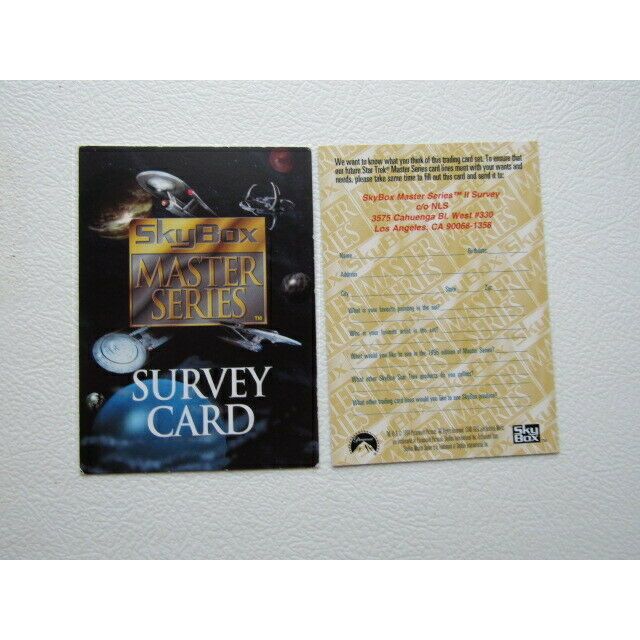 SkyBox
MASTER
SERIES
TM
SURVEY
CARD
We want to know what you think of this trading card set. To ensure that
our future Star Trek® Master Series card lines meet with your wants and
needs, please take some time to fill out this card and send it to:
SkyBox Master Series™ II Survey
c/o NLS
3575 Cahuenga Bl. West #330
Los Angeles, CA 90068-1356
Name
Birthdate
Address
City State Zip
What is your favorite painting in the set?
Who is your favorite artist in the set?
What would you like to see in the 1995 edition of Master Series?
What other SkyBox Star Trek products do you collect?
What other trading card lines would you like to see SkyBox produce?
Paramount
SkyBox